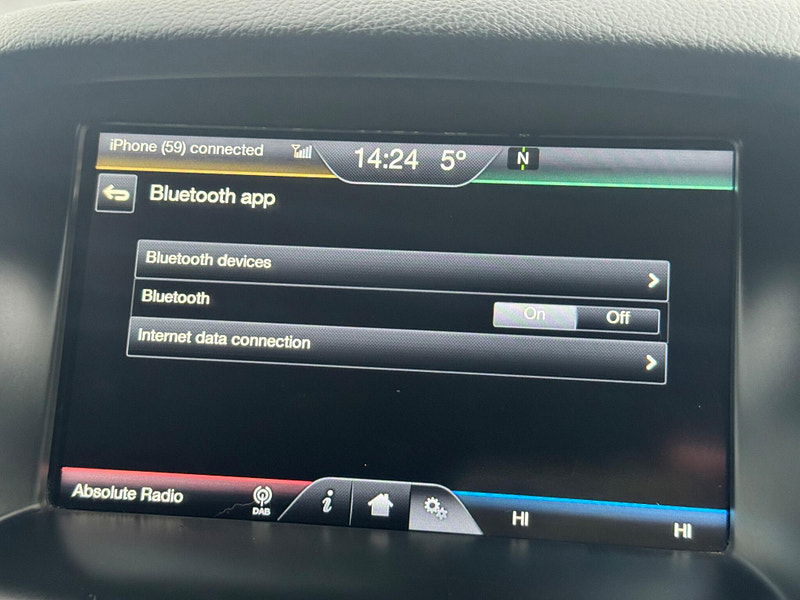 iPhone (59) connected
14:24 5°
N
Bluetooth app
Bluetooth devices
Bluetooth
On Off
Internet data connection
Absolute Radio
DAB
i
HI
HI